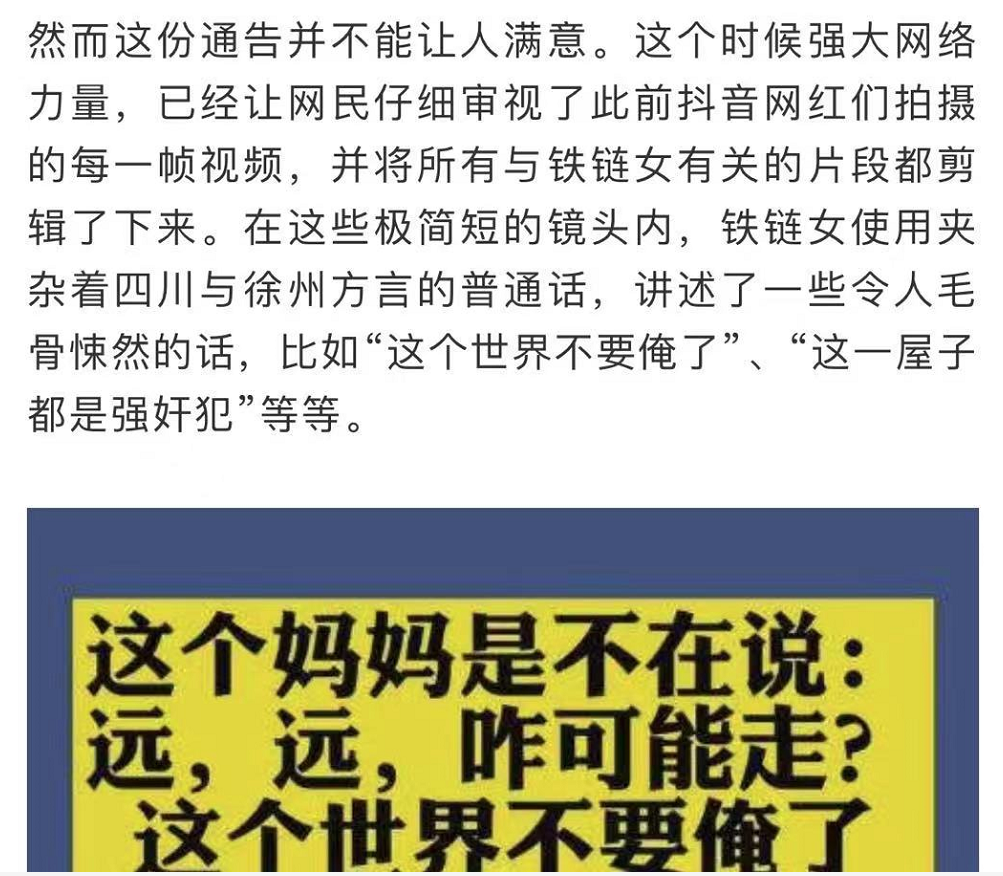 然而这份通告并不能让人满意。这个时候强大网络
力量，已经让网民仔细审视了此前抖音网红们拍摄
的每一帧视频，并将所有与铁链女有关的片段都剪
辑了下来。在这些极简短的镜头内，铁链女使用夹
杂着四川与徐州方言的普通话，讲述了一些令人毛
骨悚然的话，比如“这个世界不要俺了”、“这一屋子
都是强奸犯”等等。
这个妈妈是不在说：
远，远，咋可能走？
这个世界不要俺了